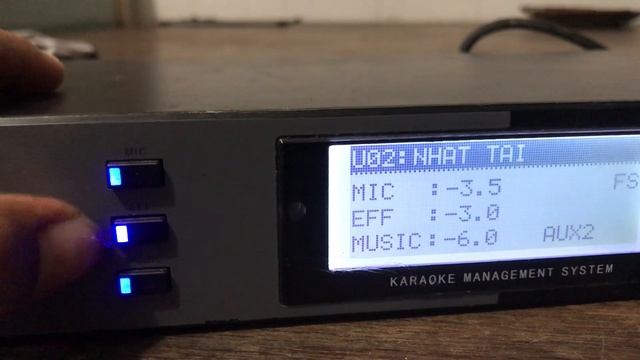 MIC
U02: NHAT TAI
MIC :-3.5 FS
EFF :-3.0
MUSIC:-6.0 AUX2
KARAOKE MANAGEMENT SYSTEM